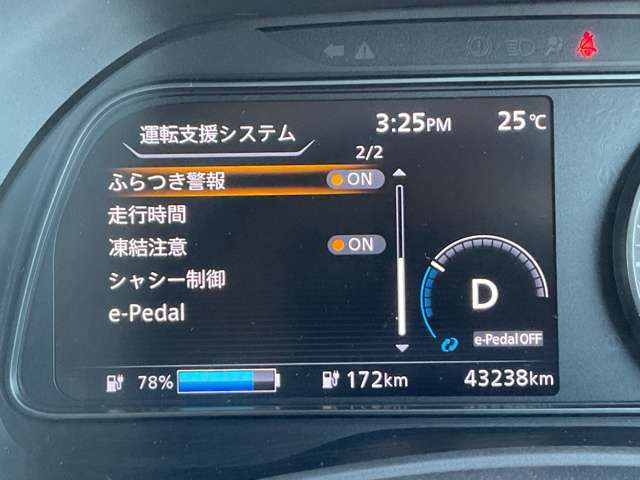 3:25PM 25℃
運転支援システム
2/2
ふらつき警報 ON
走行時間
凍結注意 ON
シャシー制御
e-Pedal
D
e-Pedal OFF
78% 172km 43238km